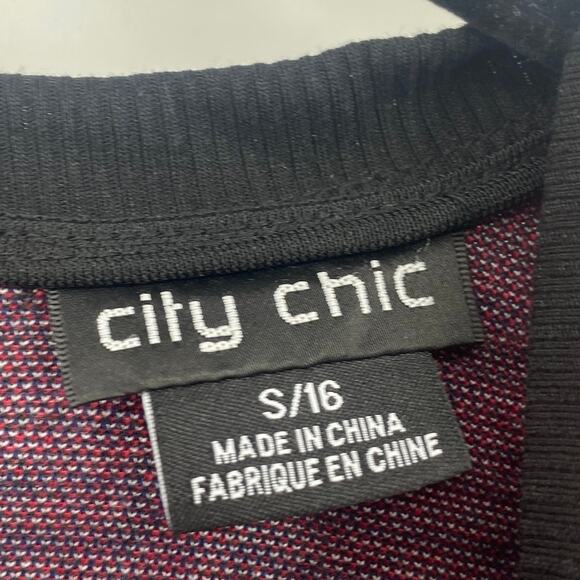 city chic
S/16
MADE IN CHINA
FABRIQUE EN CHINE